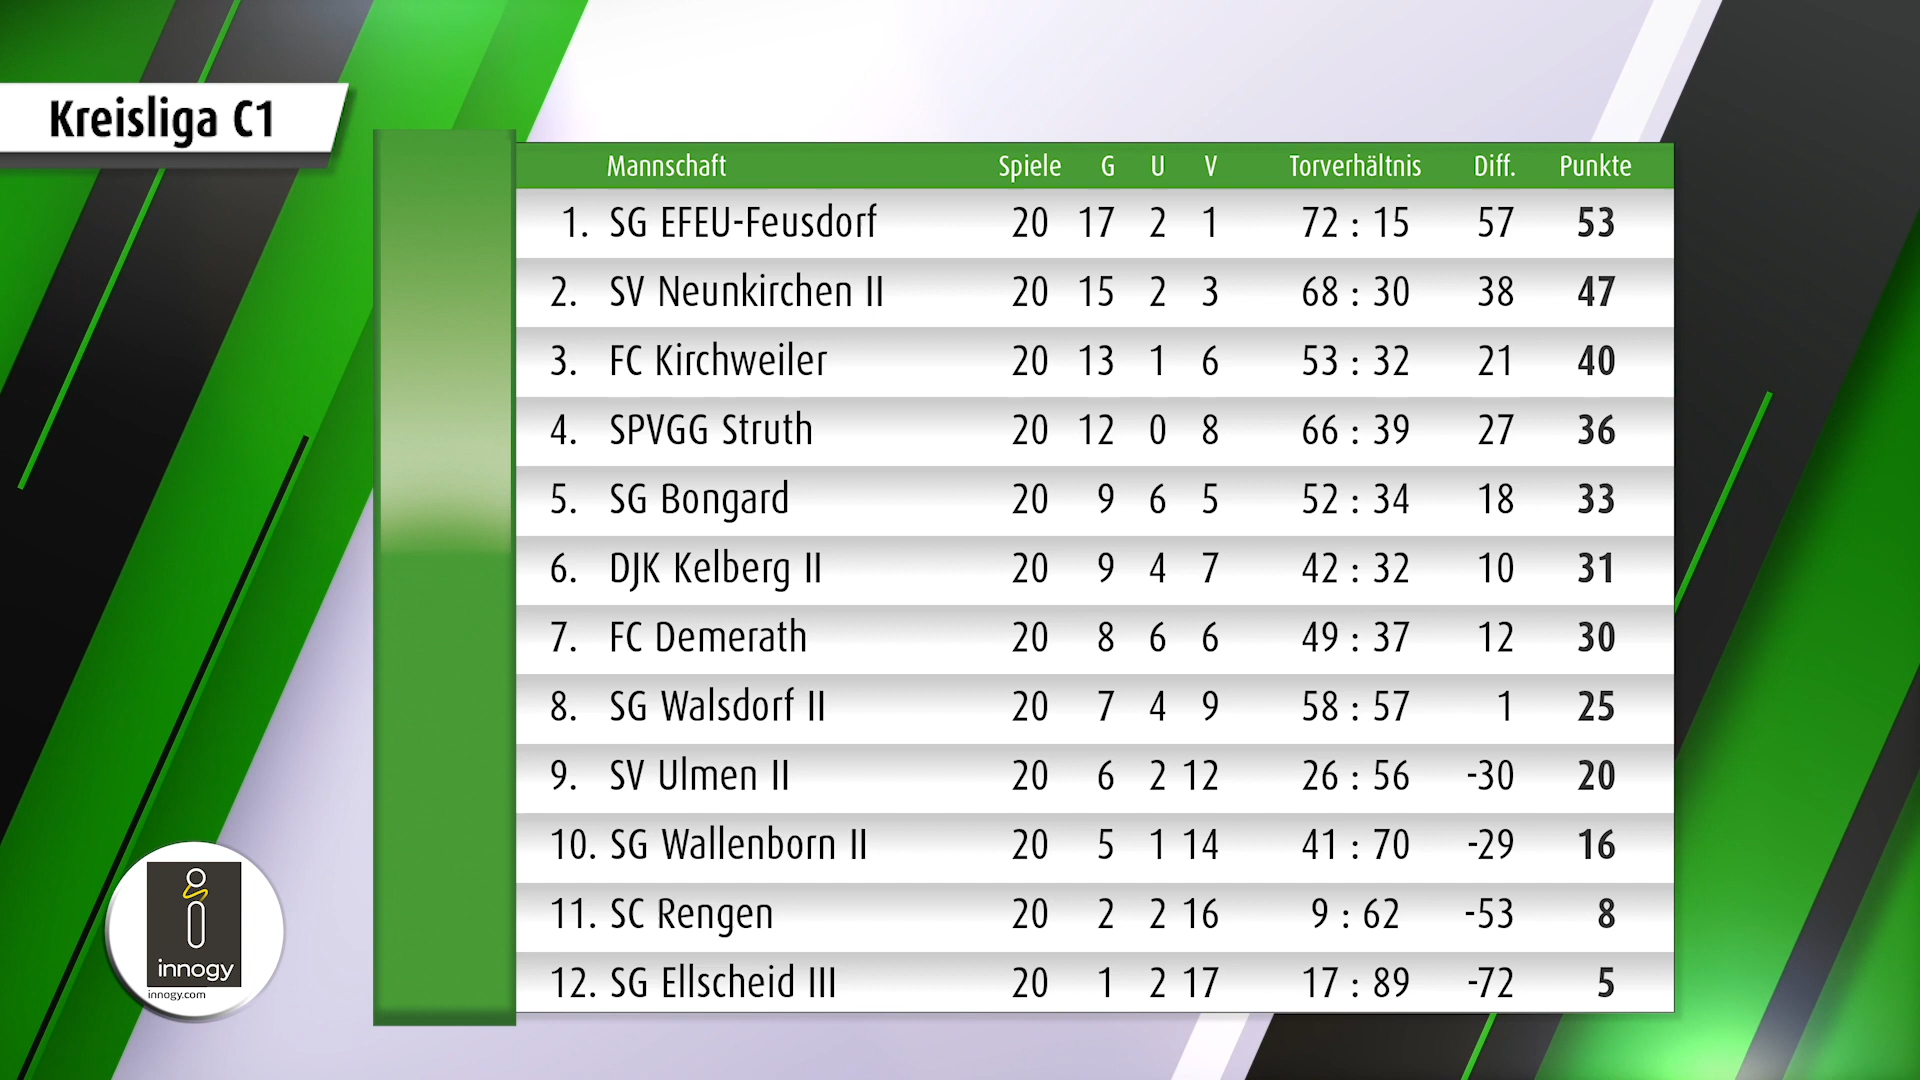 Kreisliga C1
Mannschaft Spiele G U V Torverhältnis Diff. Punkte
1. SG EFEU-Feusdorf 20 17 2 1 72 : 15 57 53
2. SV Neunkirchen II 20 15 2 3 68 : 30 38 47
3. FC Kirchweiler 20 13 1 6 53 : 32 21 40
4. SPVGG Struth 20 12 0 8 66 : 39 27 36
5. SG Bongard 20 9 6 5 52 : 34 18 33
6. DJK Kelberg II 20 9 4 7 42 : 32 10 31
7. FC Demerath 20 8 6 6 49 : 37 12 30
8. SG Walsdorf II 20 7 4 9 58 : 57 1 25
9. SV Ulmen II 20 6 2 12 26 : 56 -30 20
10. SG Wallenborn II 20 5 1 14 41 : 70 -29 16
11. SC Rengen 20 2 2 16 9 : 62 -53 8
12. SG Ellscheid III 20 1 2 17 17 : 89 -72 5
innogy
innogy.com